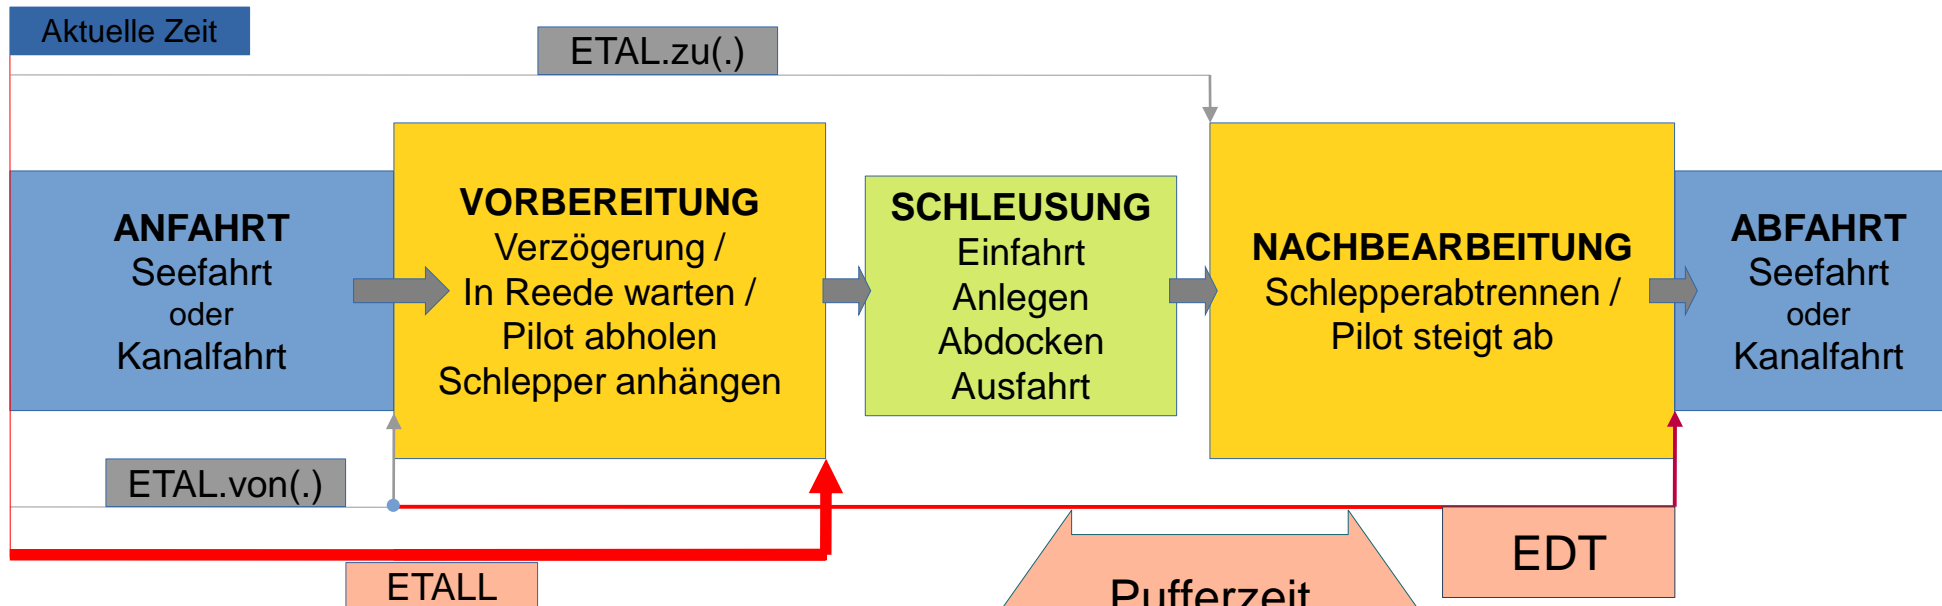 Aktuelle Zeit
ETAL.zu(.)
ANFAHRT
Seefahrt
oder
Kanalfahrt
VORBEREITUNG
Verzögerung /
In Reede warten /
Pilot abholen
Schlepper anhängen
SCHLEUSUNG
Einfahrt
Anlegen
Abdocken
Ausfahrt
NACHBEARBEITUNG
Schlepperabtrennen /
Pilot steigt ab
ABFAHRT
Seefahrt
oder
Kanalfahrt
ETAL.von(.)
ETALL
Pufferzeit
EDT